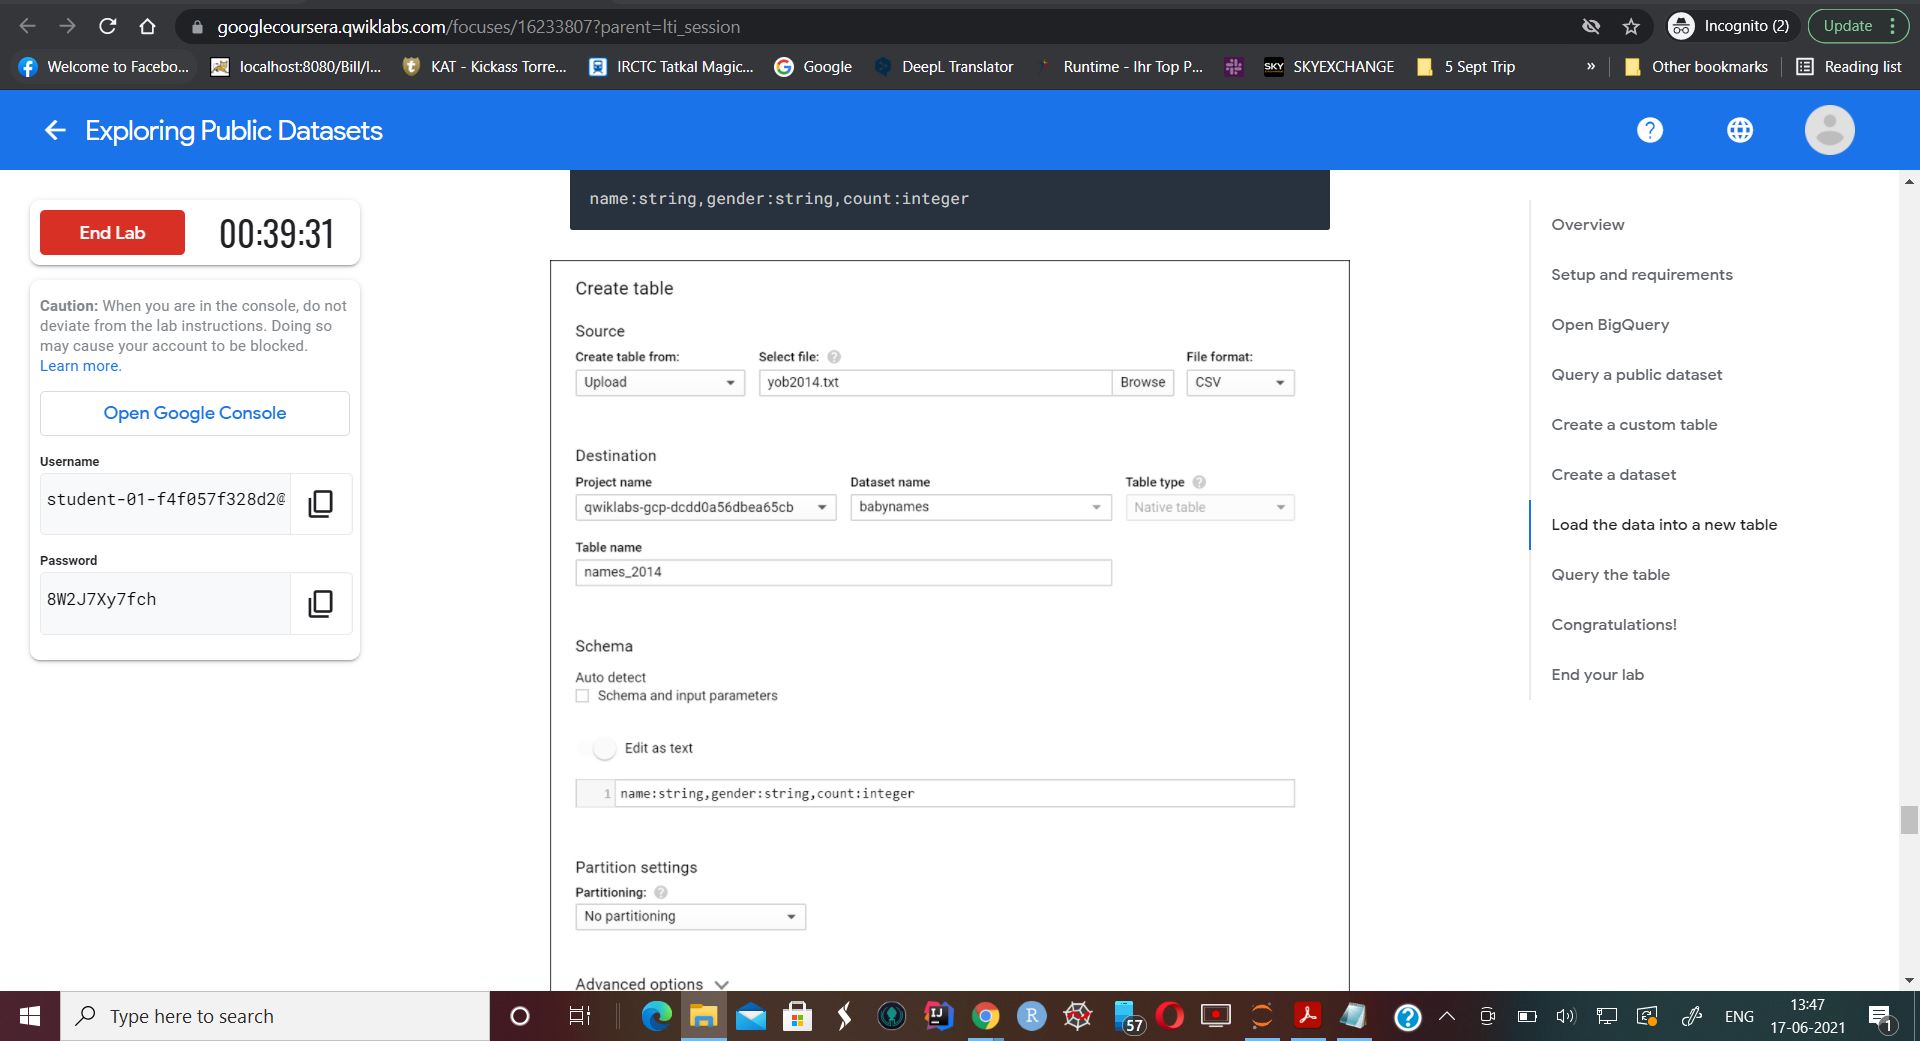 googlecoursera.qwiklabs.com/focuses/16233807?parent=lti_session
Incognito (2)
Update
Welcome to Facebo...
localhost:8080/Bill/I...
KAT - Kickass Torre...
IRCTC Tatkal Magic...
Google
DeepL Translator
Runtime - Ihr Top P...
SKY
SKYEXCHANGE
5 Sept Trip
»
Other bookmarks
Reading list
Exploring Public Datasets
?
End Lab
00:39:31
Caution: When you are in the console, do not
deviate from the lab instructions. Doing so
may cause your account to be blocked.
Learn more.
Open Google Console
Username
student-01-f4f057f328d2@
Password
8W2J7Xy7fch
name:string,gender:string,count:integer
Create table
Source
Create table from:
Select file: ?
File format:
Upload
yob2014.txt
Browse
CSV
Destination
Project name
Dataset name
Table type ?
qwiklabs-gcp-dcdd0a56dbea65cb
babynames
Native table
Table name
names_2014
Schema
Auto detect
Schema and input parameters
Edit as text
1 name:string,gender:string,count:integer
Partition settings
Partitioning: ?
No partitioning
Advanced options
Overview
Setup and requirements
Open BigQuery
Query a public dataset
Create a custom table
Create a dataset
Load the data into a new table
Query the table
Congratulations!
End your lab
Type here to search
IJ
R
57
?
ENG
13:47
17-06-2021
1